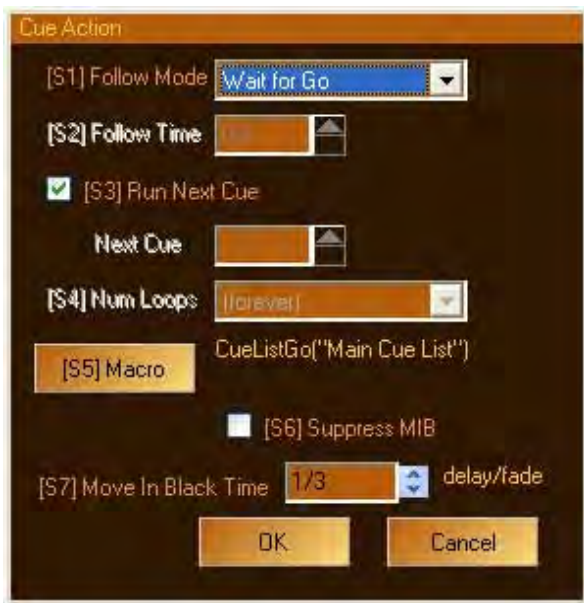 Cue Action
[S1] Follow Mode Wait for Go
[S2] Follow Time
[S3] Run Next Cue
Next Cue
[S4] Num Loops (forever)
[S5] Macro CueListGo("Main Cue List")
[S6] Suppress MIB
[S7] Move In Black Time 1/3 delay/fade
OK Cancel